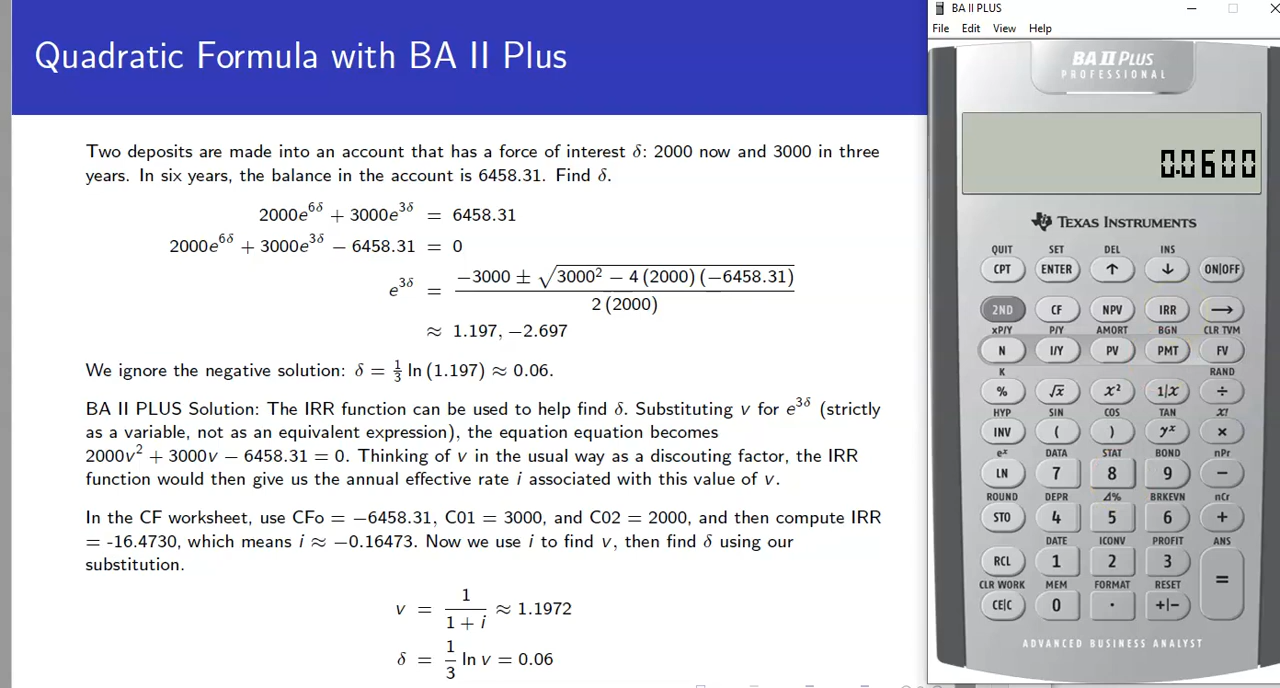 Quadratic Formula with BA II Plus
Two deposits are made into an account that has a force of interest δ: 2000 now and 3000 in three
years. In six years, the balance in the account is 6458.31. Find δ.
2000e^{6δ} + 3000e^{3δ} = 6458.31
2000e^{6δ} + 3000e^{3δ} − 6458.31 = 0
e^{3δ} = \frac{−3000 ± \sqrt{3000^2 − 4 (2000) (−6458.31)}}{2 (2000)}
≈ 1.197, −2.697
We ignore the negative solution: δ = \frac{1}{3} ln (1.197) ≈ 0.06.
BA II PLUS Solution: The IRR function can be used to help find δ. Substituting v for e^{3δ} (strictly
as a variable, not as an equivalent expression), the equation equation becomes
2000v^2 + 3000v − 6458.31 = 0. Thinking of v in the usual way as a discouting factor, the IRR
function would then give us the annual effective rate i associated with this value of v.
In the CF worksheet, use CFo = −6458.31, C01 = 3000, and C02 = 2000, and then compute IRR
= -16.4730, which means i ≈ −0.16473. Now we use i to find v, then find δ using our
substitution.
v = \frac{1}{1 + i} ≈ 1.1972
δ = \frac{1}{3} ln v = 0.06
BA II PLUS
File Edit View Help
BA II PLUS
PROFESSIONAL
0.0600
TEXAS INSTRUMENTS
QUIT SET DEL INS
CPT ENTER ↑ ↓ ON|OFF
2ND CF NPV IRR →
xP/Y P/Y AMORT BGN CLR TVM
N I/Y PV PMT FV
K RAND
% √x x² 1/x ÷
HYP SIN COS TAN x!
INV ( ) yˣ ×
eˣ DATA STAT BOND nPr
LN 7 8 9 −
ROUND DEPR Δ% BRKEVN nCr
STO 4 5 6 +
DATE ICONV PROFIT ANS
RCL 1 2 3 =
CLR WORK MEM FORMAT RESET
CE|C 0 . +|−
ADVANCED BUSINESS ANALYST